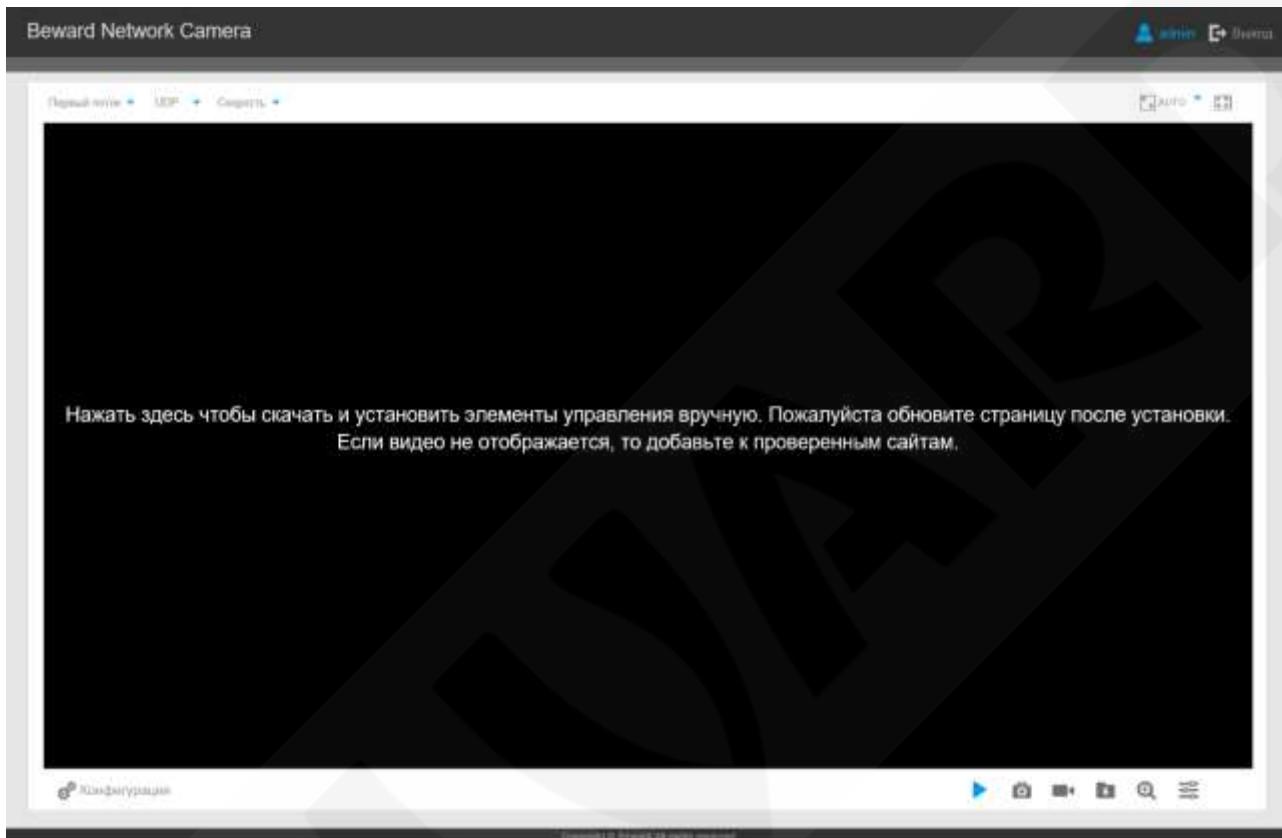 Beward Network Camera
admin Выход
Первый поток UDP Скорость
AUTO
Нажать здесь чтобы скачать и установить элементы управления вручную. Пожалуйста обновите страницу после установки.
Если видео не отображается, то добавьте к проверенным сайтам.
Конфигурация